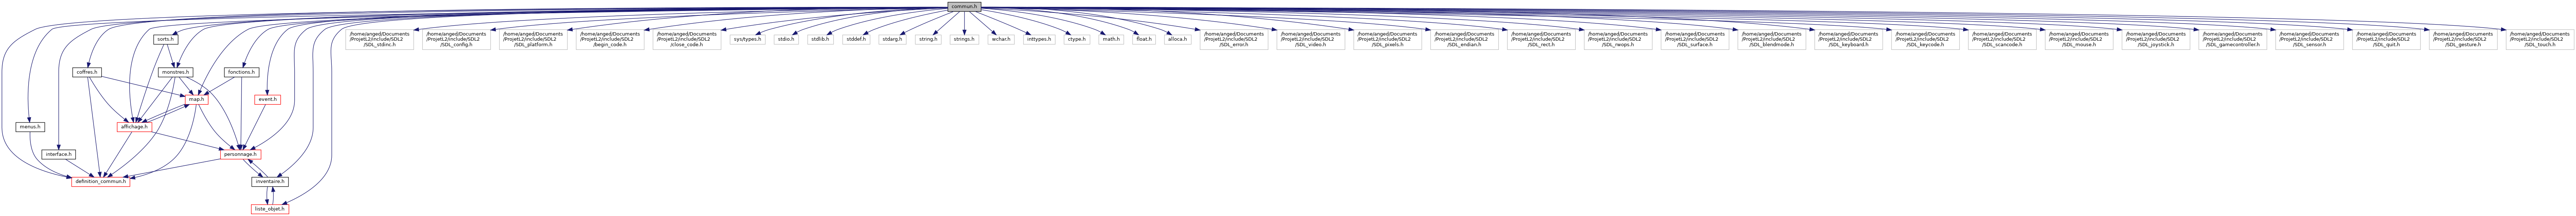 commun.h
sorts.h
/home/anged/Documents
/ProjetL2/include/SDL2
/SDL_stdinc.h
/home/anged/Documents
/ProjetL2/include/SDL2
/SDL_config.h
/home/anged/Documents
/ProjetL2/include/SDL2
/SDL_platform.h
/home/anged/Documents
/ProjetL2/include/SDL2
/begin_code.h
/home/anged/Documents
/ProjetL2/include/SDL2
/close_code.h
sys/types.h
stdio.h
stdlib.h
stddef.h
stdarg.h
string.h
strings.h
wchar.h
inttypes.h
ctype.h
math.h
float.h
alloca.h
/home/anged/Documents
/ProjetL2/include/SDL2
/SDL_error.h
/home/anged/Documents
/ProjetL2/include/SDL2
/SDL_video.h
/home/anged/Documents
/ProjetL2/include/SDL2
/SDL_pixels.h
/home/anged/Documents
/ProjetL2/include/SDL2
/SDL_endian.h
/home/anged/Documents
/ProjetL2/include/SDL2
/SDL_rect.h
/home/anged/Documents
/ProjetL2/include/SDL2
/SDL_rwops.h
/home/anged/Documents
/ProjetL2/include/SDL2
/SDL_surface.h
/home/anged/Documents
/ProjetL2/include/SDL2
/SDL_blendmode.h
/home/anged/Documents
/ProjetL2/include/SDL2
/SDL_keyboard.h
/home/anged/Documents
/ProjetL2/include/SDL2
/SDL_keycode.h
/home/anged/Documents
/ProjetL2/include/SDL2
/SDL_scancode.h
/home/anged/Documents
/ProjetL2/include/SDL2
/SDL_mouse.h
/home/anged/Documents
/ProjetL2/include/SDL2
/SDL_joystick.h
/home/anged/Documents
/ProjetL2/include/SDL2
/SDL_gamecontroller.h
/home/anged/Documents
/ProjetL2/include/SDL2
/SDL_sensor.h
/home/anged/Documents
/ProjetL2/include/SDL2
/SDL_quit.h
/home/anged/Documents
/ProjetL2/include/SDL2
/SDL_gesture.h
/home/anged/Documents
/ProjetL2/include/SDL2
/SDL_touch.h
coffres.h
monstres.h
fonctions.h
map.h
event.h
menus.h
affichage.h
interface.h
personnage.h
definition_commun.h
inventaire.h
liste_objet.h